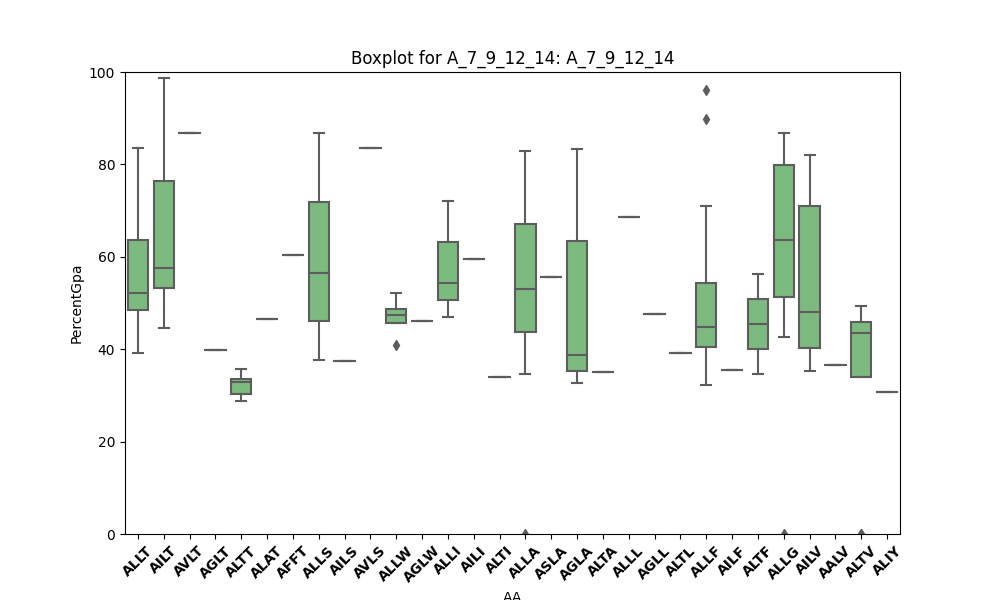 Boxplot for A_7_9_12_14: A_7_9_12_14
100
80
60
40
20
0
PercentGpa
ALLT AILT AVLT AGLT ALTT ALAT AFFT ALLS AILS AVLS ALLW AGLW ALLI AILI ALTI ALLA ASLA AGLA ALTA ALLL AGLL ALTL ALLF AILF ALTF ALLG AILV AALV ALTV ALIY
AA